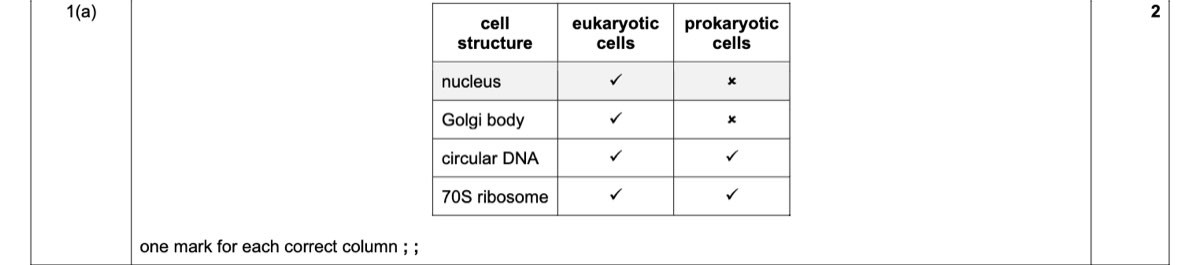 1(a) 2
cell structure eukaryotic cells prokaryotic cells
nucleus ✓ ✗
Golgi body ✓ ✗
circular DNA ✓ ✓
70S ribosome ✓ ✓
one mark for each correct column ; ;